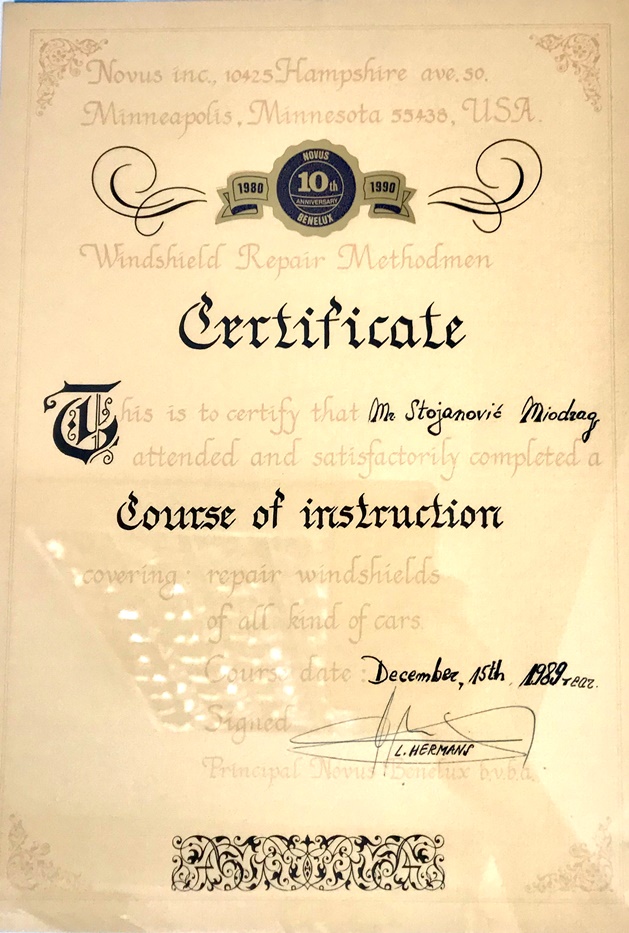 Novus inc., 10425 Hampshire ave. so.
Minneapolis, Minnesota 55438, USA.
NOVUS
1980 10th 1990
ANNIVERSARY
BENELUX
Windshield Repair Methodmen
Certificate
This is to certify that Mr Stojanović Miodrag
attended and satisfactorily completed a
Course of instruction
covering: repair windshields
of all kind of cars.
Course date: December, 15th, 1989 year.
Signed
L. HERMANS
Principal Novus Benelux b.v.b.a.